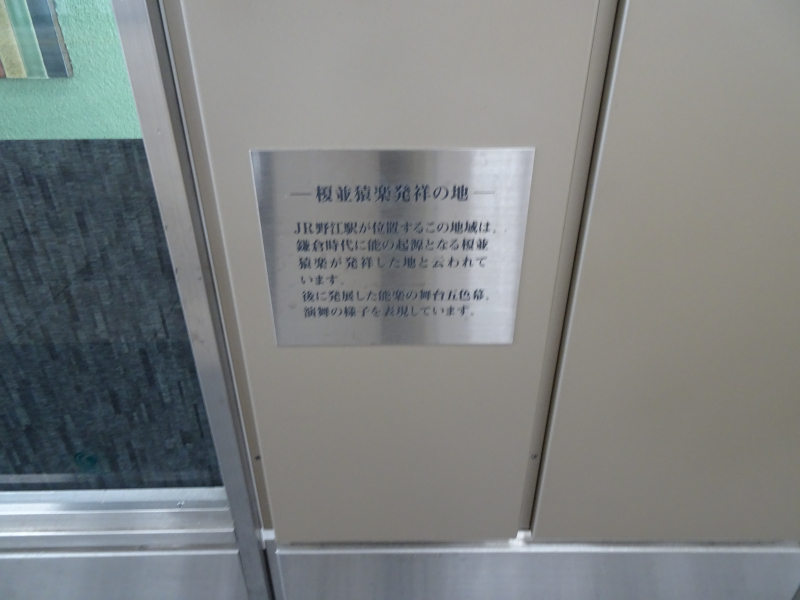 ―榎並猿楽発祥の地―
JR野江駅が位置するこの地域は、
鎌倉時代に能の起源となる榎並
猿楽が発祥した地と云われて
います。
後に発展した能楽の舞台五色幕、
演舞の様子を表現しています。